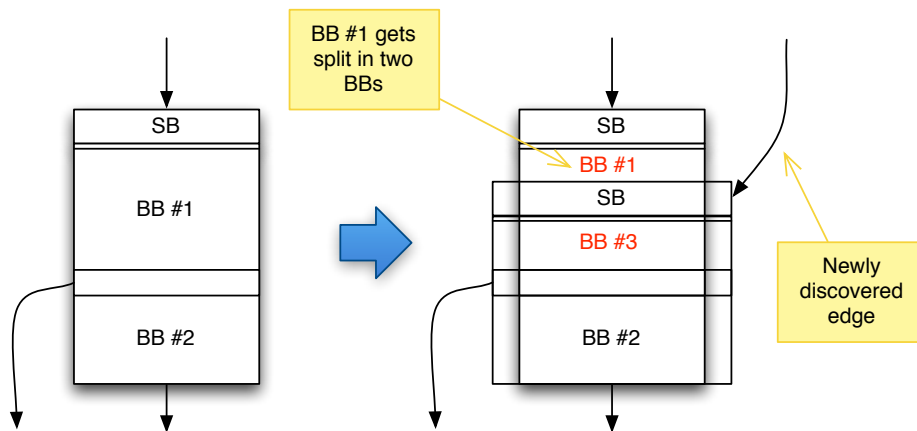 BB #1 gets
split in two
BBs
SB
BB #1
BB #2
SB
BB #1
SB
BB #3
BB #2
Newly
discovered
edge